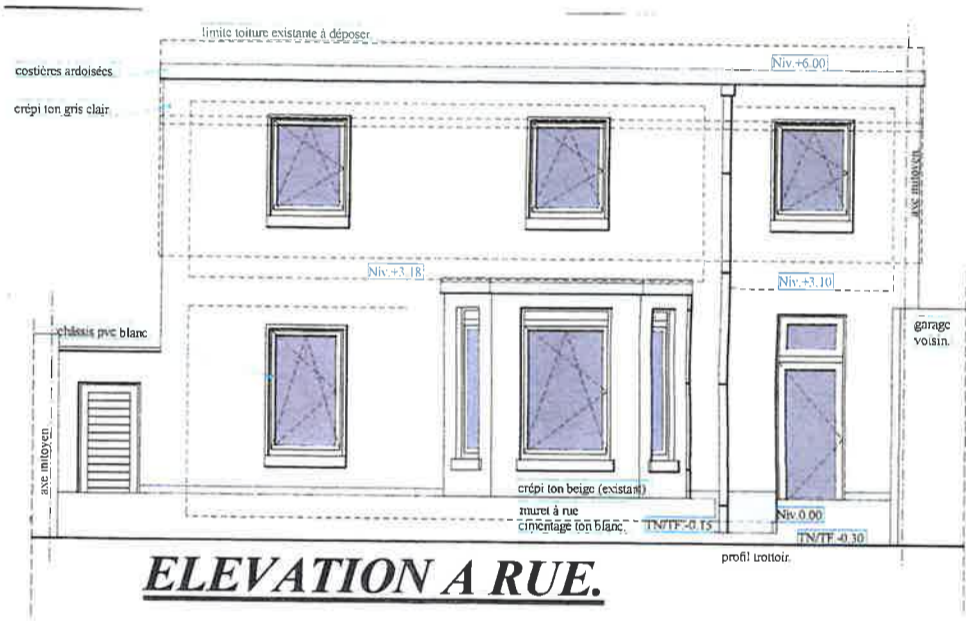 limite toiture existante à déposer.
Niv.+6.00
costières ardoisées
crépi ton gris clair
axe mitoyen
Niv.+3.18
Niv.+3.10
châssis pvc blanc
garage
voisin.
axe mitoyen
crépi ton beige (existant)
muret à rue
cimentage ton blanc.
TN/TF.-0.15
Niv.0.00
TN/TF.-0.30
profil trottoir.
ELEVATION A RUE.